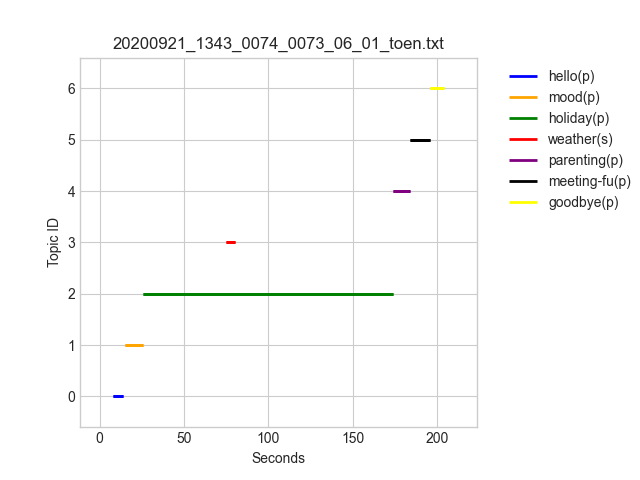 20200921_1343_0074_0073_06_01_toen.txt
hello(p)
mood(p)
holiday(p)
weather(s)
parenting(p)
meeting-fu(p)
goodbye(p)
Topic ID
6
5
4
3
2
1
0
0 50 100 150 200
Seconds